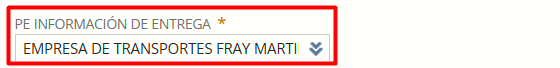 PE INFORMACIÓN DE ENTREGA *
EMPRESA DE TRANSPORTES FRAY